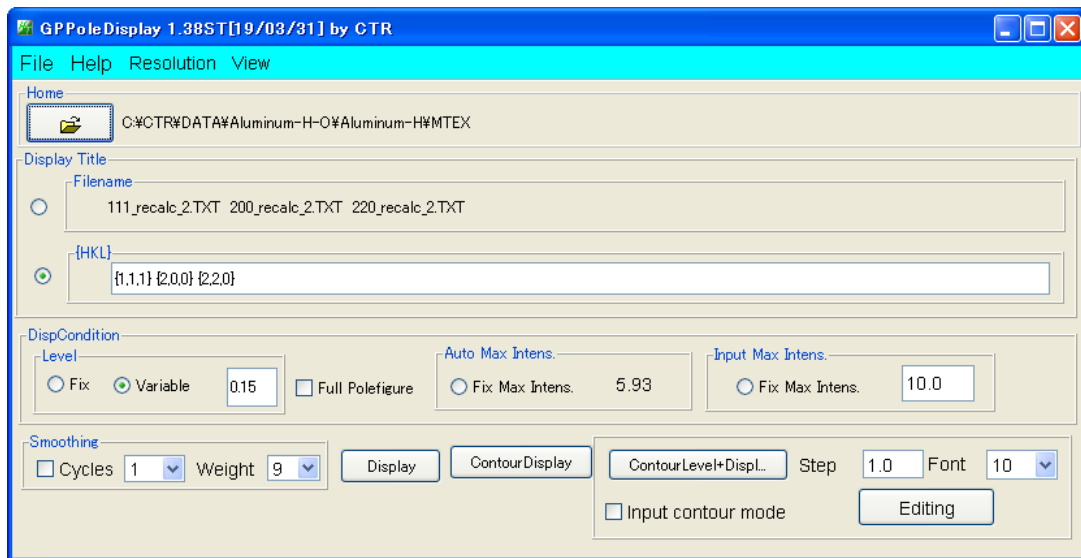 GPPoleDisplay 1.38ST[19/03/31] by CTR
File Help Resolution View
Home
C:¥CTR¥DATA¥Aluminum-H-O¥Aluminum-H¥MTEX
Display Title
Filename
111_recalc_2.TXT 200_recalc_2.TXT 220_recalc_2.TXT
{HKL}
{1,1,1} {2,0,0} {2,2,0}
DispCondition
Level
Fix Variable 0.15
Full Polefigure
Auto Max Intens.
Fix Max Intens. 5.93
Input Max Intens.
Fix Max Intens. 10.0
Smoothing
Cycles 1 Weight 9
Display
ContourDisplay
ContourLevel+Displ... Step 1.0 Font 10
Input contour mode
Editing